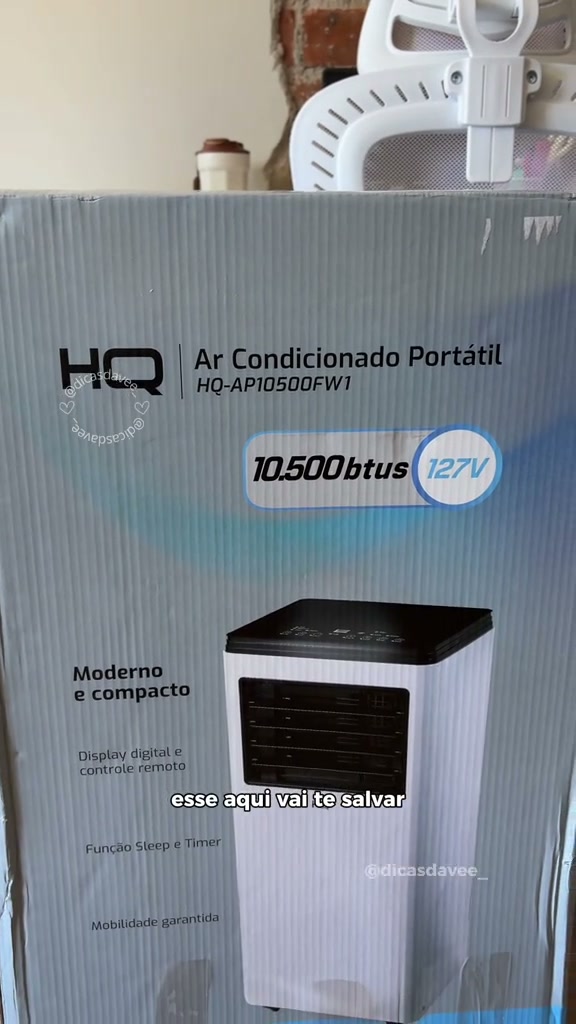 HQ
Ar Condicionado Portátil
HQ-AP10500FW1
@dicasdavee_
@dicasdavee_
10.500btus
127V
Moderno
e compacto
Display digital e
controle remoto
esse aqui vai te salvar
Função Sleep e Timer
@dicasdavee_
Mobilidade garantida